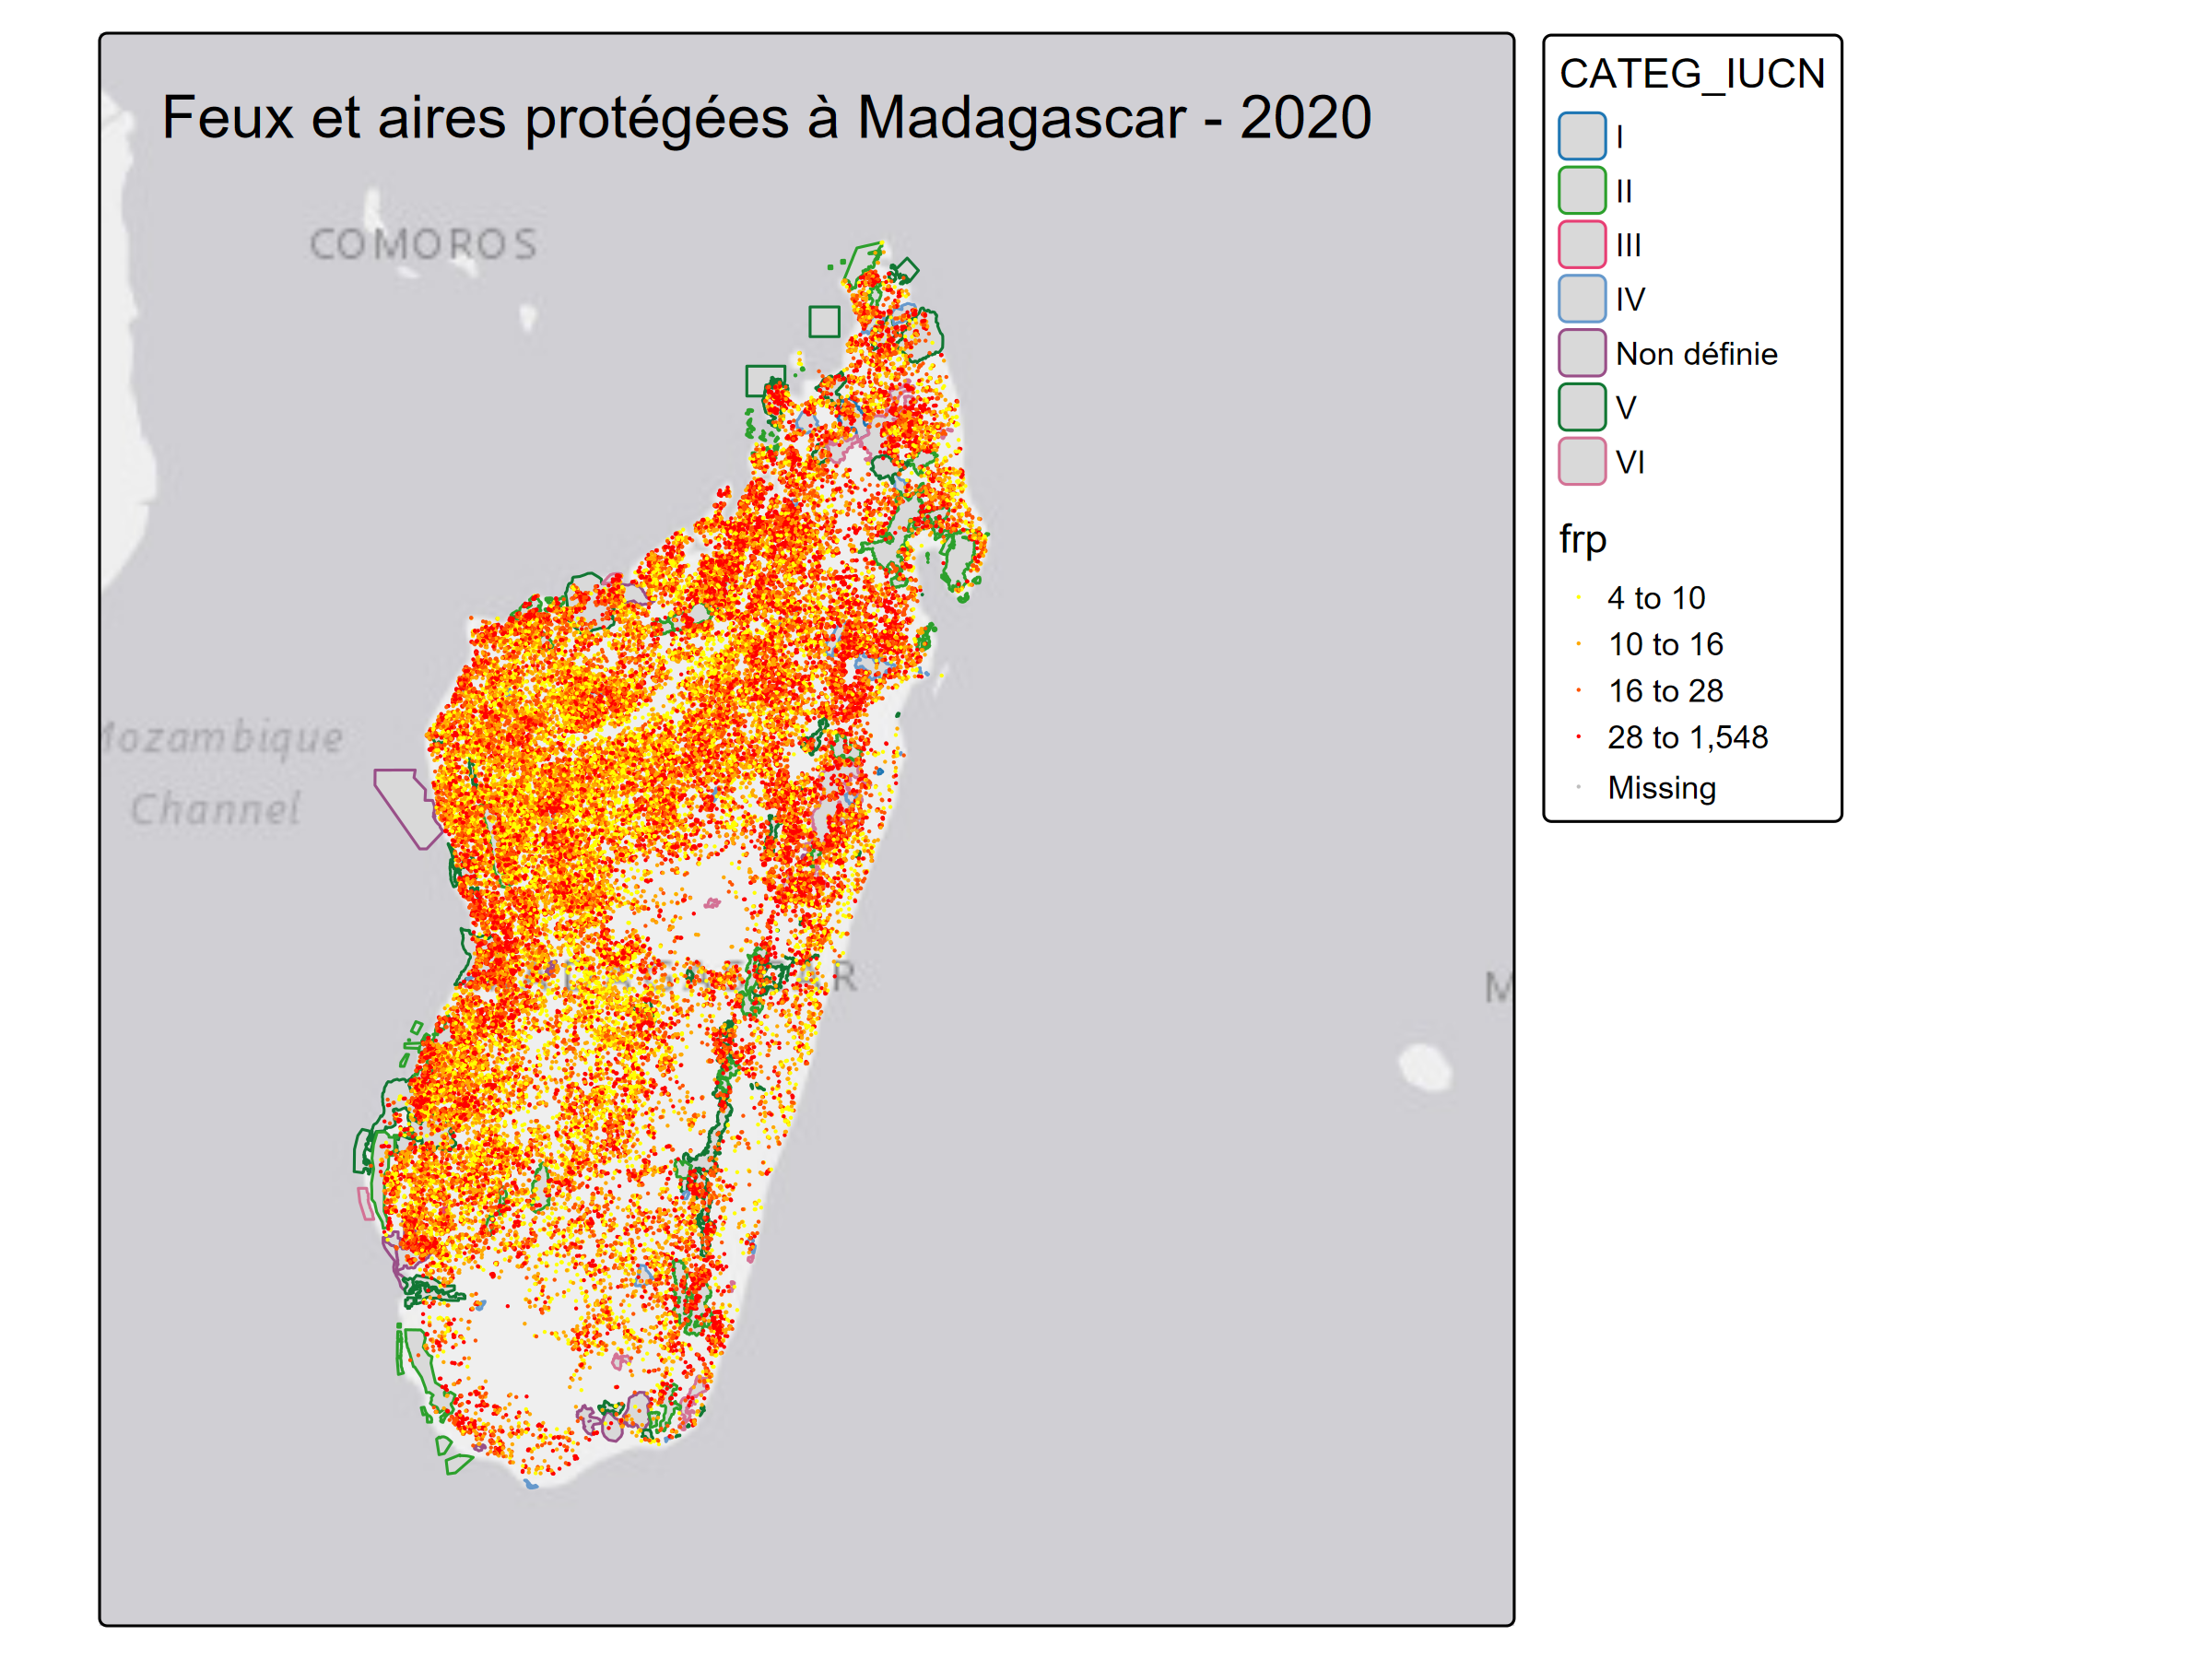 Feux et aires protégées à Madagascar - 2020
COMOROS
Mozambique
Channel
M
CATEG_IUCN
I
II
III
IV
Non définie
V
VI
frp
4 to 10
10 to 16
16 to 28
28 to 1,548
Missing